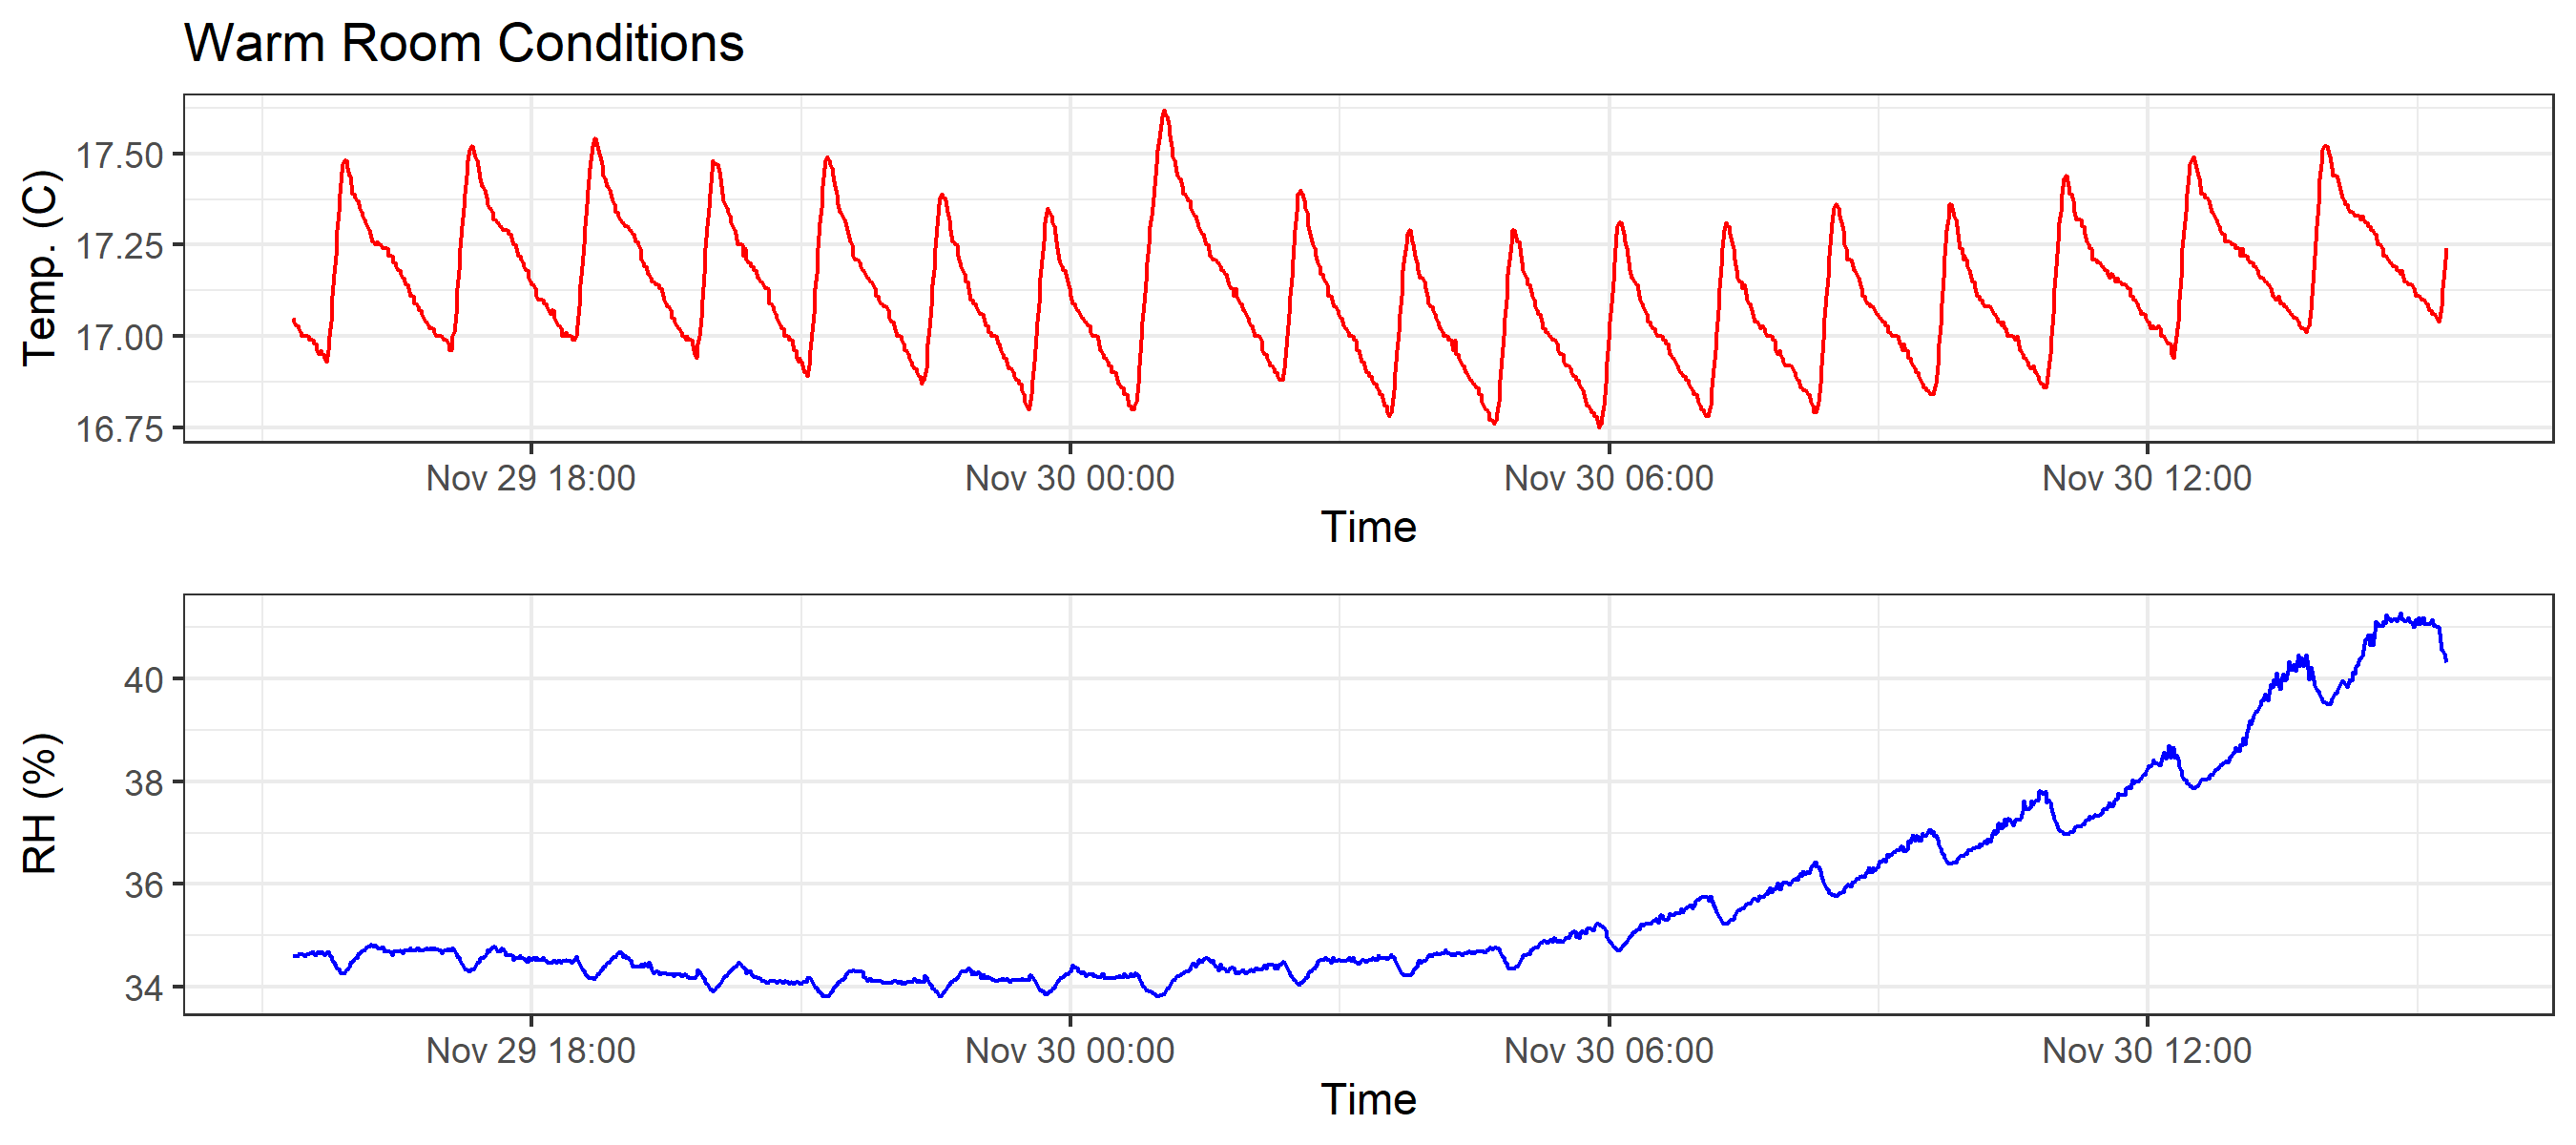 Warm Room Conditions
Temp. (C)
17.50
17.25
17.00
16.75
Nov 29 18:00 Nov 30 00:00 Nov 30 06:00 Nov 30 12:00
Time
RH (%)
40
38
36
34
Nov 29 18:00 Nov 30 00:00 Nov 30 06:00 Nov 30 12:00
Time